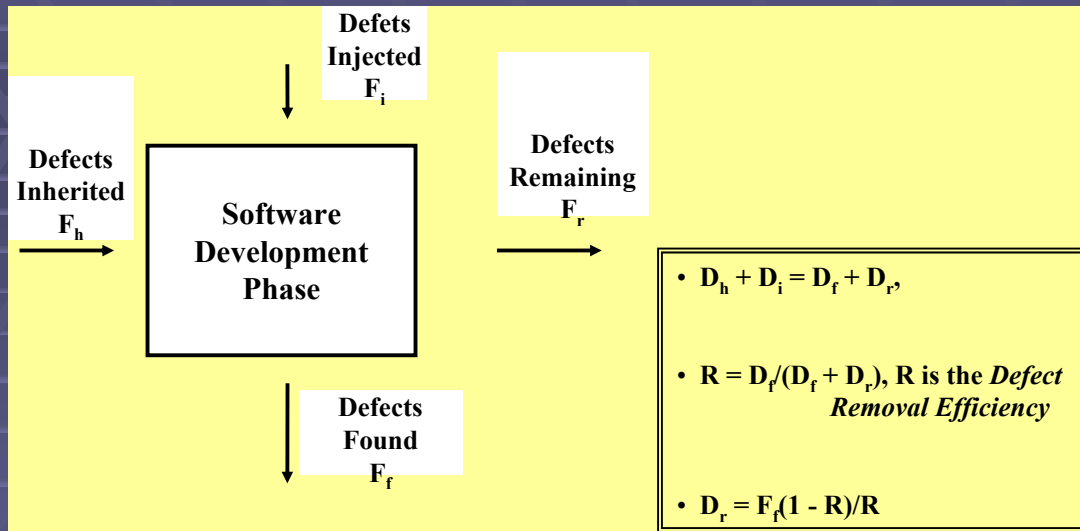 Defets
Injected
Fi
Defects
Inherited
Fh
Software
Development
Phase
Defects
Remaining
Fr
Defects
Found
Ff
• Dh + Di = Df + Dr,
• R = Df/(Df + Dr), R is the Defect
Removal Efficiency
• Dr = Ff(1 - R)/R